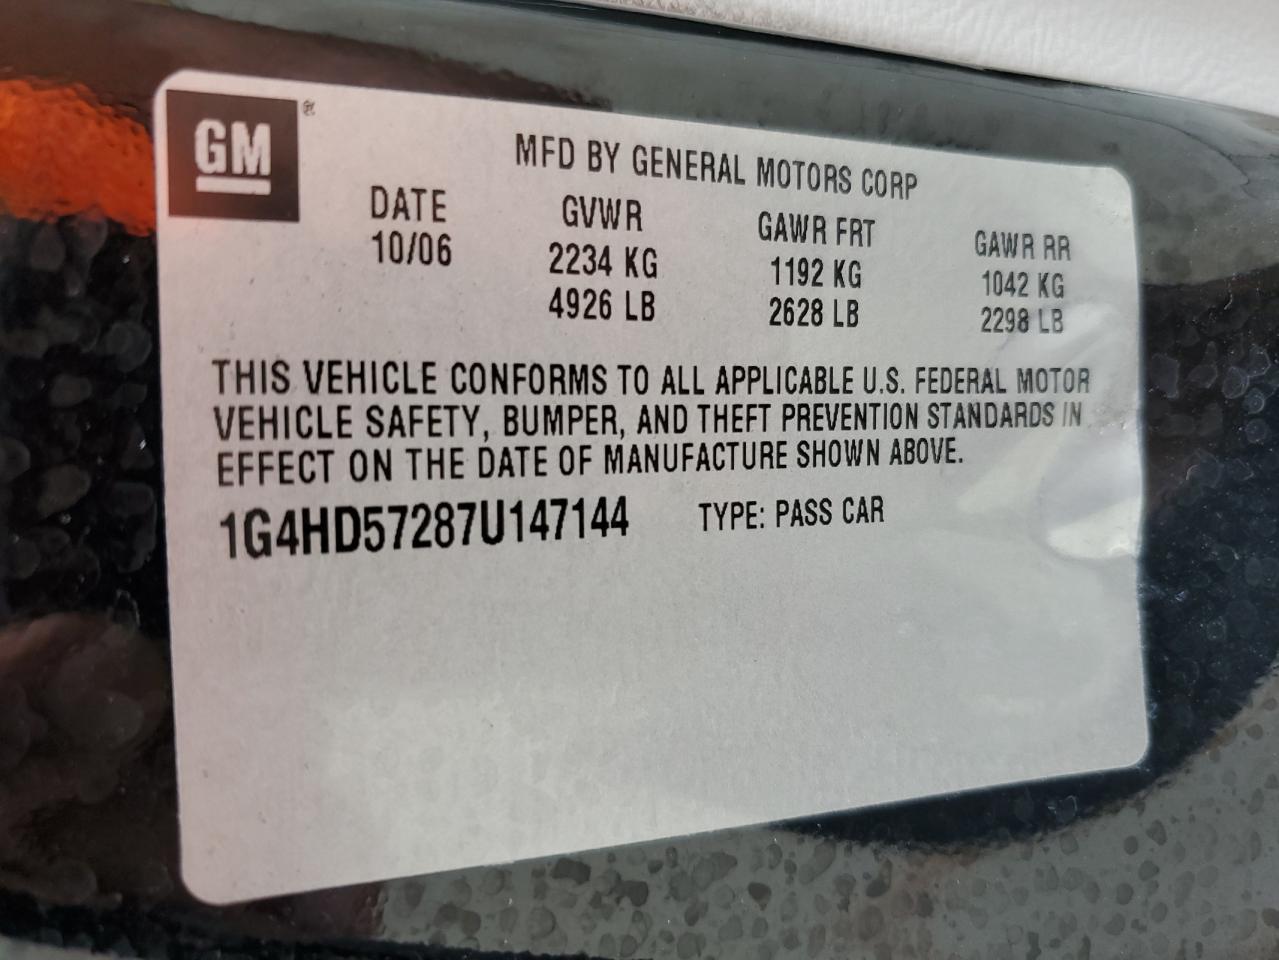 GM ®
MFD BY GENERAL MOTORS CORP
DATE GVWR GAWR FRT GAWR RR
10/06 2234 KG 1192 KG 1042 KG
4926 LB 2628 LB 2298 LB
THIS VEHICLE CONFORMS TO ALL APPLICABLE U.S. FEDERAL MOTOR
VEHICLE SAFETY, BUMPER, AND THEFT PREVENTION STANDARDS IN
EFFECT ON THE DATE OF MANUFACTURE SHOWN ABOVE.
1G4HD57287U147144 TYPE: PASS CAR